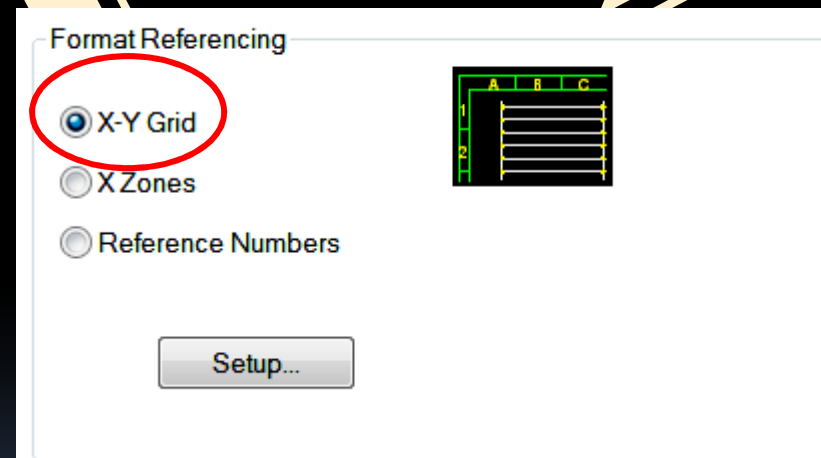 Format Referencing
A B C
X-Y Grid
1
2
X Zones
Reference Numbers
Setup...